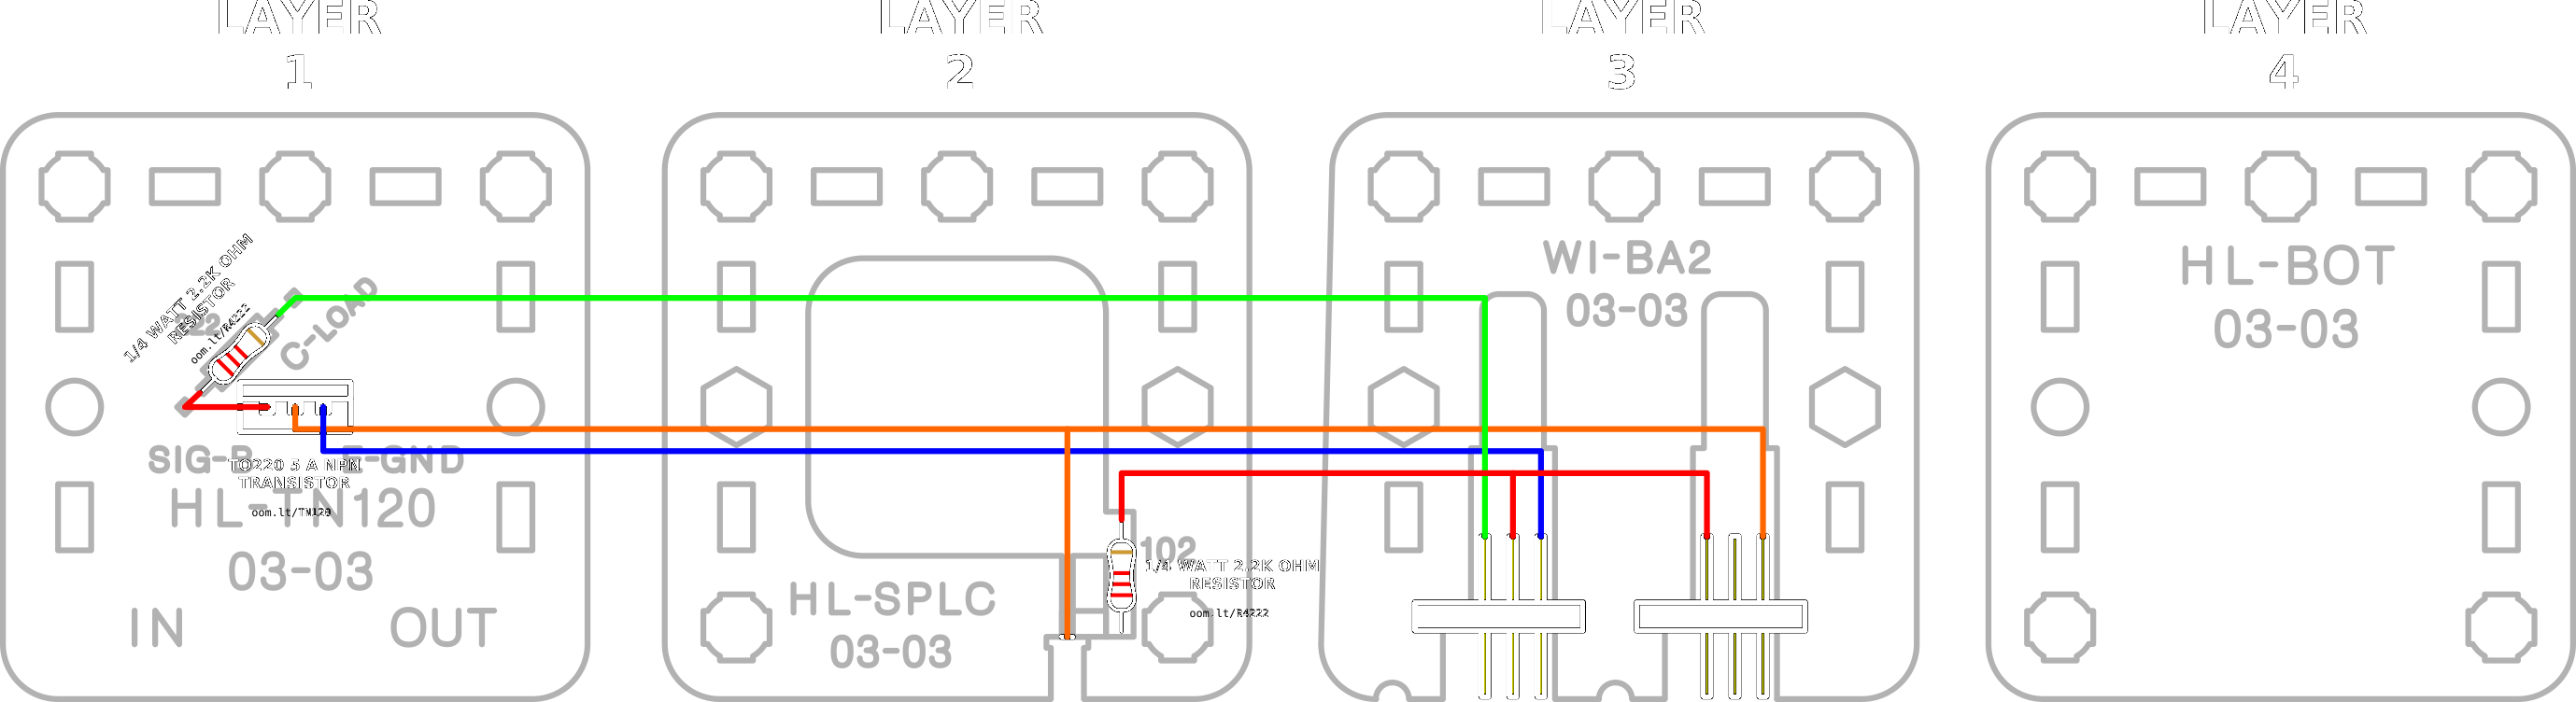 LAYER
1
LAYER
2
LAYER
3
LAYER
4
1/4 WATT 2.2K OHM
RESISTOR
oom.lt/R4222
C-LOAD
SIG-B
E-GND
TO220 5 A NPN
TRANSISTOR
oom.lt/TN120
HL-TN120
03-03
IN
OUT
102
1/4 WATT 2.2K OHM
RESISTOR
oom.lt/R4222
HL-SPLC
03-03
WI-BA2
03-03
HL-BOT
03-03